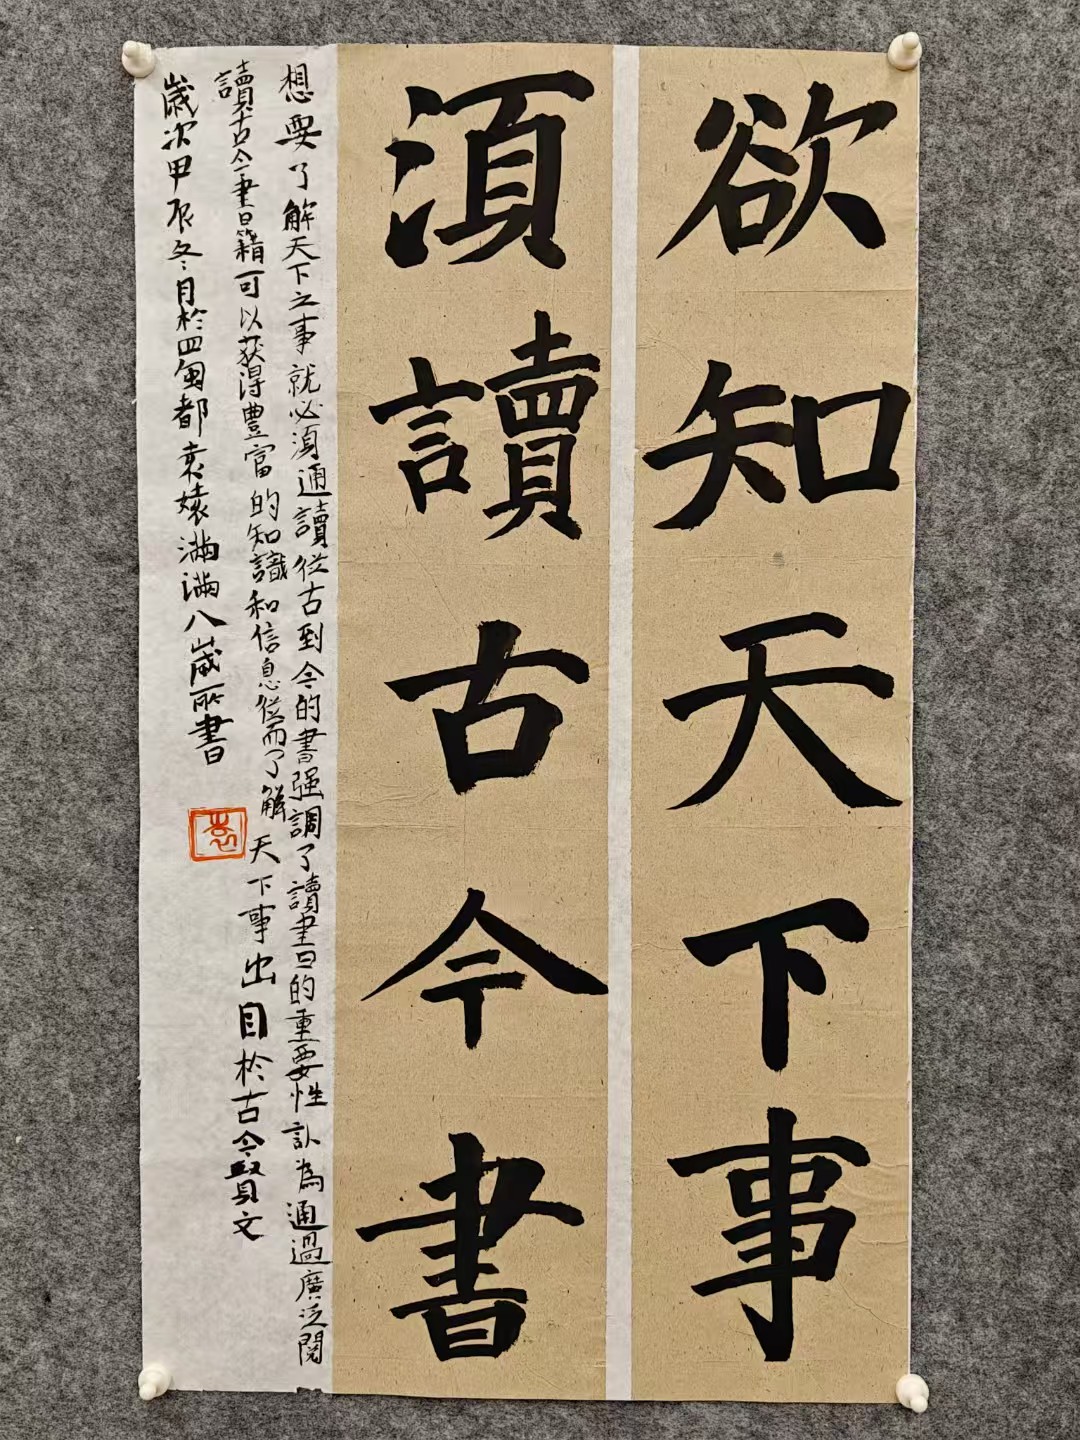 欲知天下事
須讀古今書
想要了解天下之事就必須通讀從古到今的書强調了讀書的重要性認為通過廣泛閱
讀古今書籍可以获得豐富的知識和信息從而了解天下事出自於古今賢文
歲次甲辰冬月於四蜀都袁媴滿滿八歲所書
袁